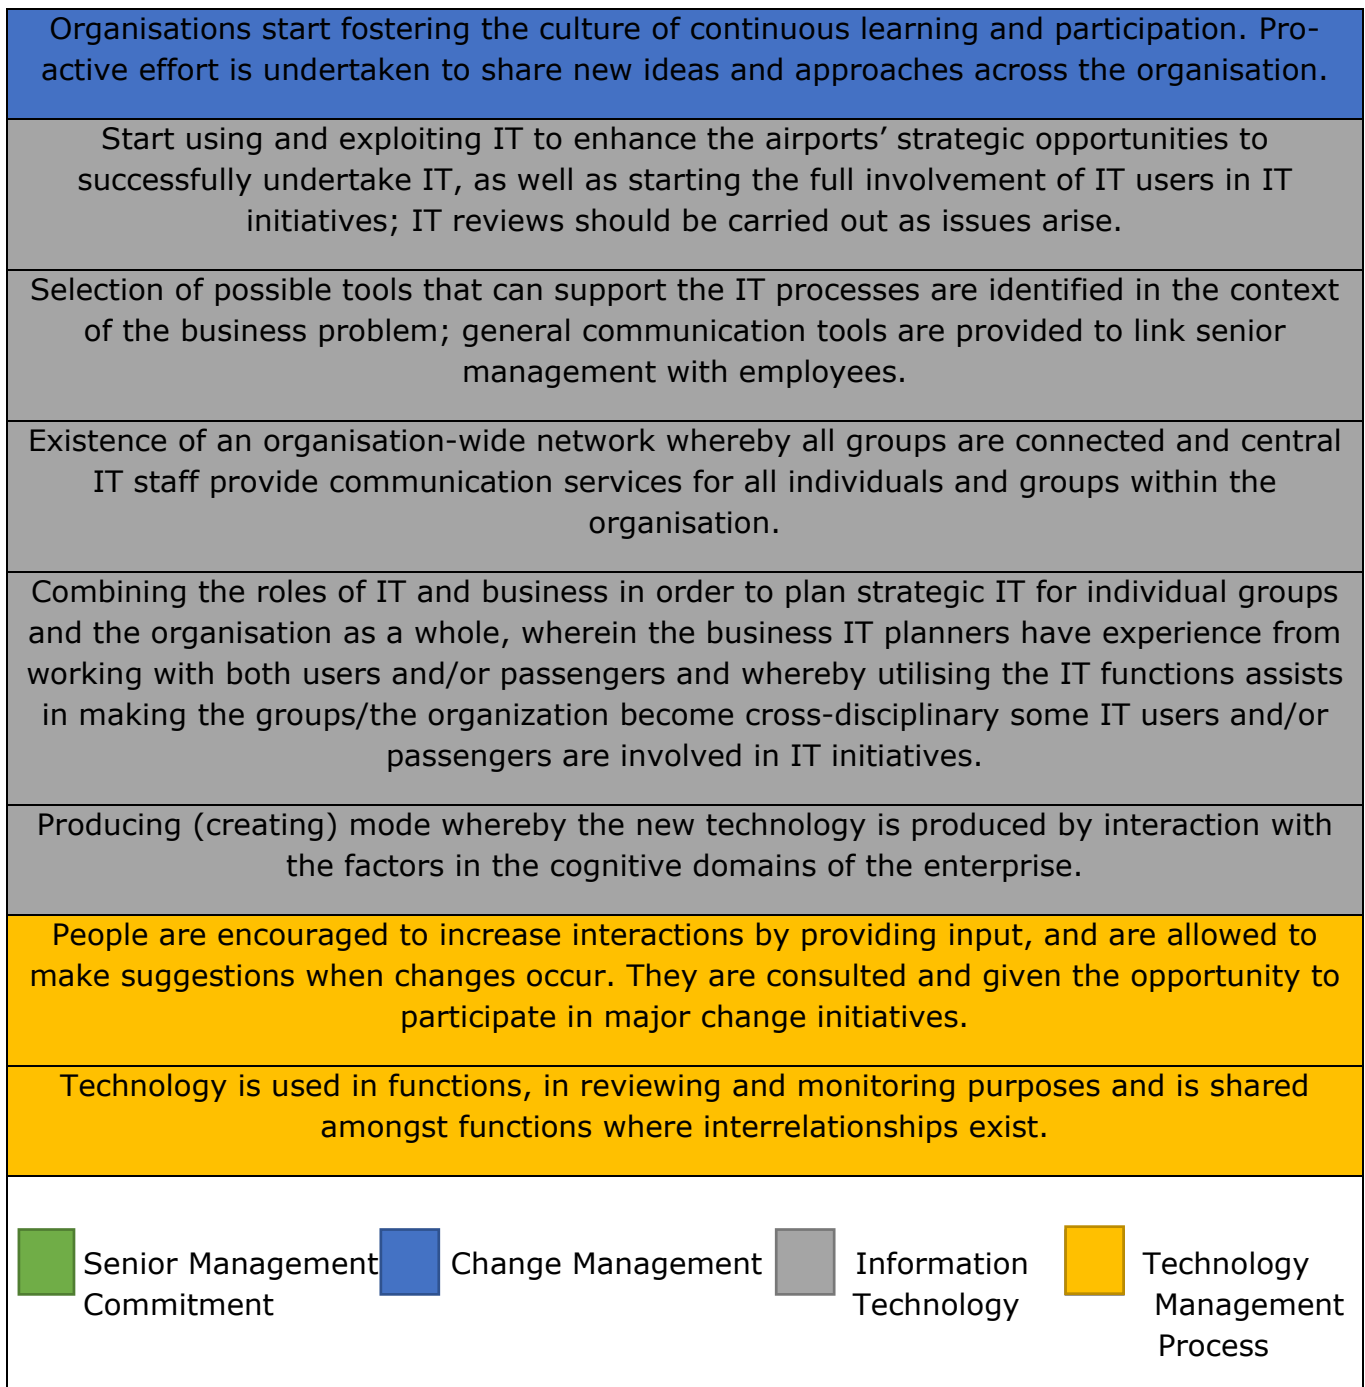 Organisations start fostering the culture of continuous learning and participation. Pro-
active effort is undertaken to share new ideas and approaches across the organisation.
Start using and exploiting IT to enhance the airports’ strategic opportunities to
successfully undertake IT, as well as starting the full involvement of IT users in IT
initiatives; IT reviews should be carried out as issues arise.
Selection of possible tools that can support the IT processes are identified in the context
of the business problem; general communication tools are provided to link senior
management with employees.
Existence of an organisation-wide network whereby all groups are connected and central
IT staff provide communication services for all individuals and groups within the
organisation.
Combining the roles of IT and business in order to plan strategic IT for individual groups
and the organisation as a whole, wherein the business IT planners have experience from
working with both users and/or passengers and whereby utilising the IT functions assists
in making the groups/the organization become cross-disciplinary some IT users and/or
passengers are involved in IT initiatives.
Producing (creating) mode whereby the new technology is produced by interaction with
the factors in the cognitive domains of the enterprise.
People are encouraged to increase interactions by providing input, and are allowed to
make suggestions when changes occur. They are consulted and given the opportunity to
participate in major change initiatives.
Technology is used in functions, in reviewing and monitoring purposes and is shared
amongst functions where interrelationships exist.
Senior Management
Commitment
Change Management
Information
Technology
Technology
Management
Process